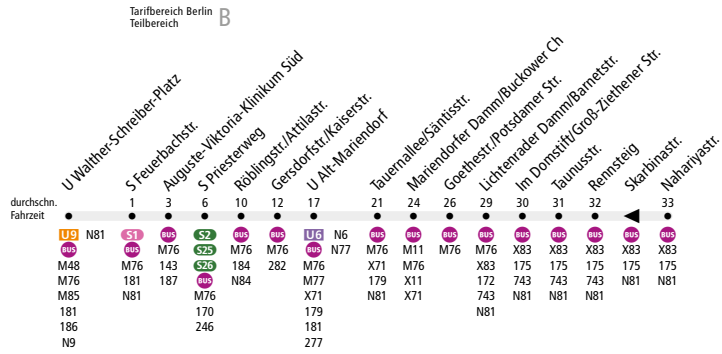 Tarifbereich Berlin
Teilbereich
B
U Walther-Schreiber-Platz
S Feuerbachstr.
Auguste-Viktoria-Klinikum Süd
S Priesterweg
Röblingstr./Attilastr.
Gersdorfstr./Kaiserstr.
U Alt-Mariendorf
Tauernallee/Säntisstr.
Mariendorfer Damm/Buckower Ch
Goethestr./Potsdamer Str.
Lichtenrader Damm/Barnetstr.
Im Domstift/Groß-Ziethener Str.
Taunusstr.
Rennsteig
Skarbinastr.
Nahariyastr.
durchschn. 1 3 6 10 12 17 21 24 26 29 30 31 32 33
Fahrzeit
U9 N81 S1 BUS S2 BUS BUS U6 N6 BUS BUS BUS BUS BUS BUS BUS BUS BUS
BUS BUS M76 S25 M76 M76 BUS N77 M76 M11 M76 M76 X83 X83 X83 X83 X83
M48 M76 143 S26 184 282 M76 X71 M76 X83 175 175 175 175 175
M76 181 187 BUS N84 M77 179 X11 172 743 743 743 N81 N81
M85 N81 M76 X71 N81 X71 743 N81 N81 N81
181 170 179 N81
186 246 181
N9 277